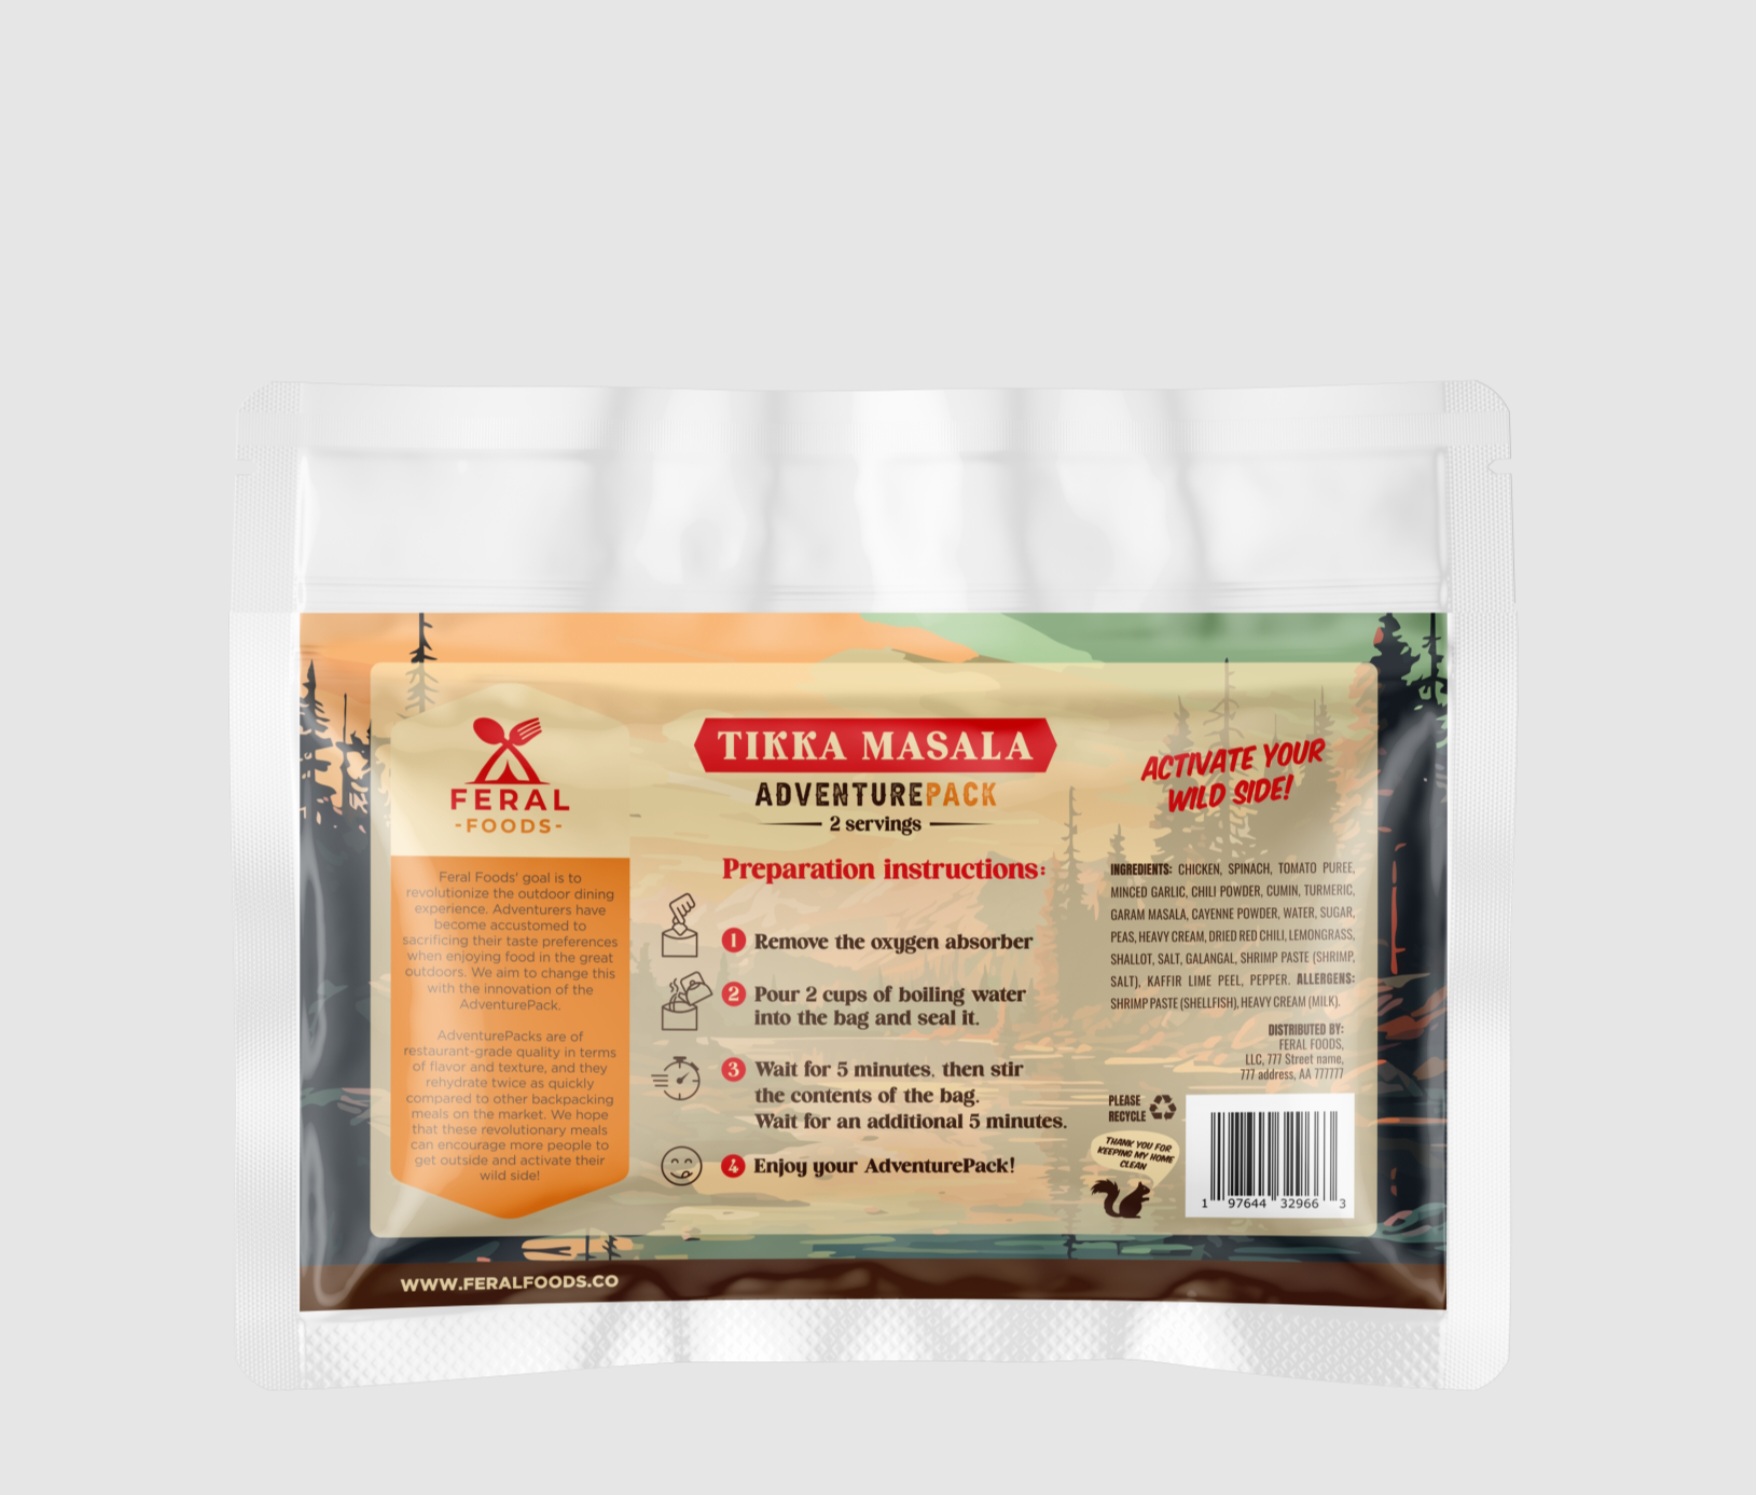 FERAL
-FOODS-
Feral Foods' goal is to
revolutionize the outdoor dining
experience. Adventurers have
become accustomed to
sacrificing their taste preferences
when enjoying food in the great
outdoors. We aim to change this
with the innovation of the
AdventurePack.
AdventurePacks are of
restaurant-grade quality in terms
of flavor and texture, and they
rehydrate twice as quickly
compared to other backpacking
meals on the market. We hope
that these revolutionary meals
can encourage more people to
get outside and activate their
wild side!
TIKKA MASALA
ADVENTUREPACK
2 servings
Preparation instructions:
1 Remove the oxygen absorber
2 Pour 2 cups of boiling water
into the bag and seal it.
3 Wait for 5 minutes, then stir
the contents of the bag.
Wait for an additional 5 minutes.
4 Enjoy your AdventurePack!
ACTIVATE YOUR
WILD SIDE!
INGREDIENTS: CHICKEN, SPINACH, TOMATO PUREE,
MINCED GARLIC, CHILI POWDER, CUMIN, TURMERIC,
GARAM MASALA, CAYENNE POWDER, WATER, SUGAR,
PEAS, HEAVY CREAM, DRIED RED CHILI, LEMONGRASS,
SHALLOT, SALT, GALANGAL, SHRIMP PASTE (SHRIMP,
SALT), KAFFIR LIME PEEL, PEPPER. ALLERGENS:
SHRIMP PASTE (SHELLFISH), HEAVY CREAM (MILK).
DISTRIBUTED BY:
FERAL FOODS,
LLC, 777 Street name,
777 address, AA 777777
PLEASE
RECYCLE
THANK YOU FOR
KEEPING MY HOME
CLEAN
1 97644 32966 3
WWW.FERALFOODS.CO